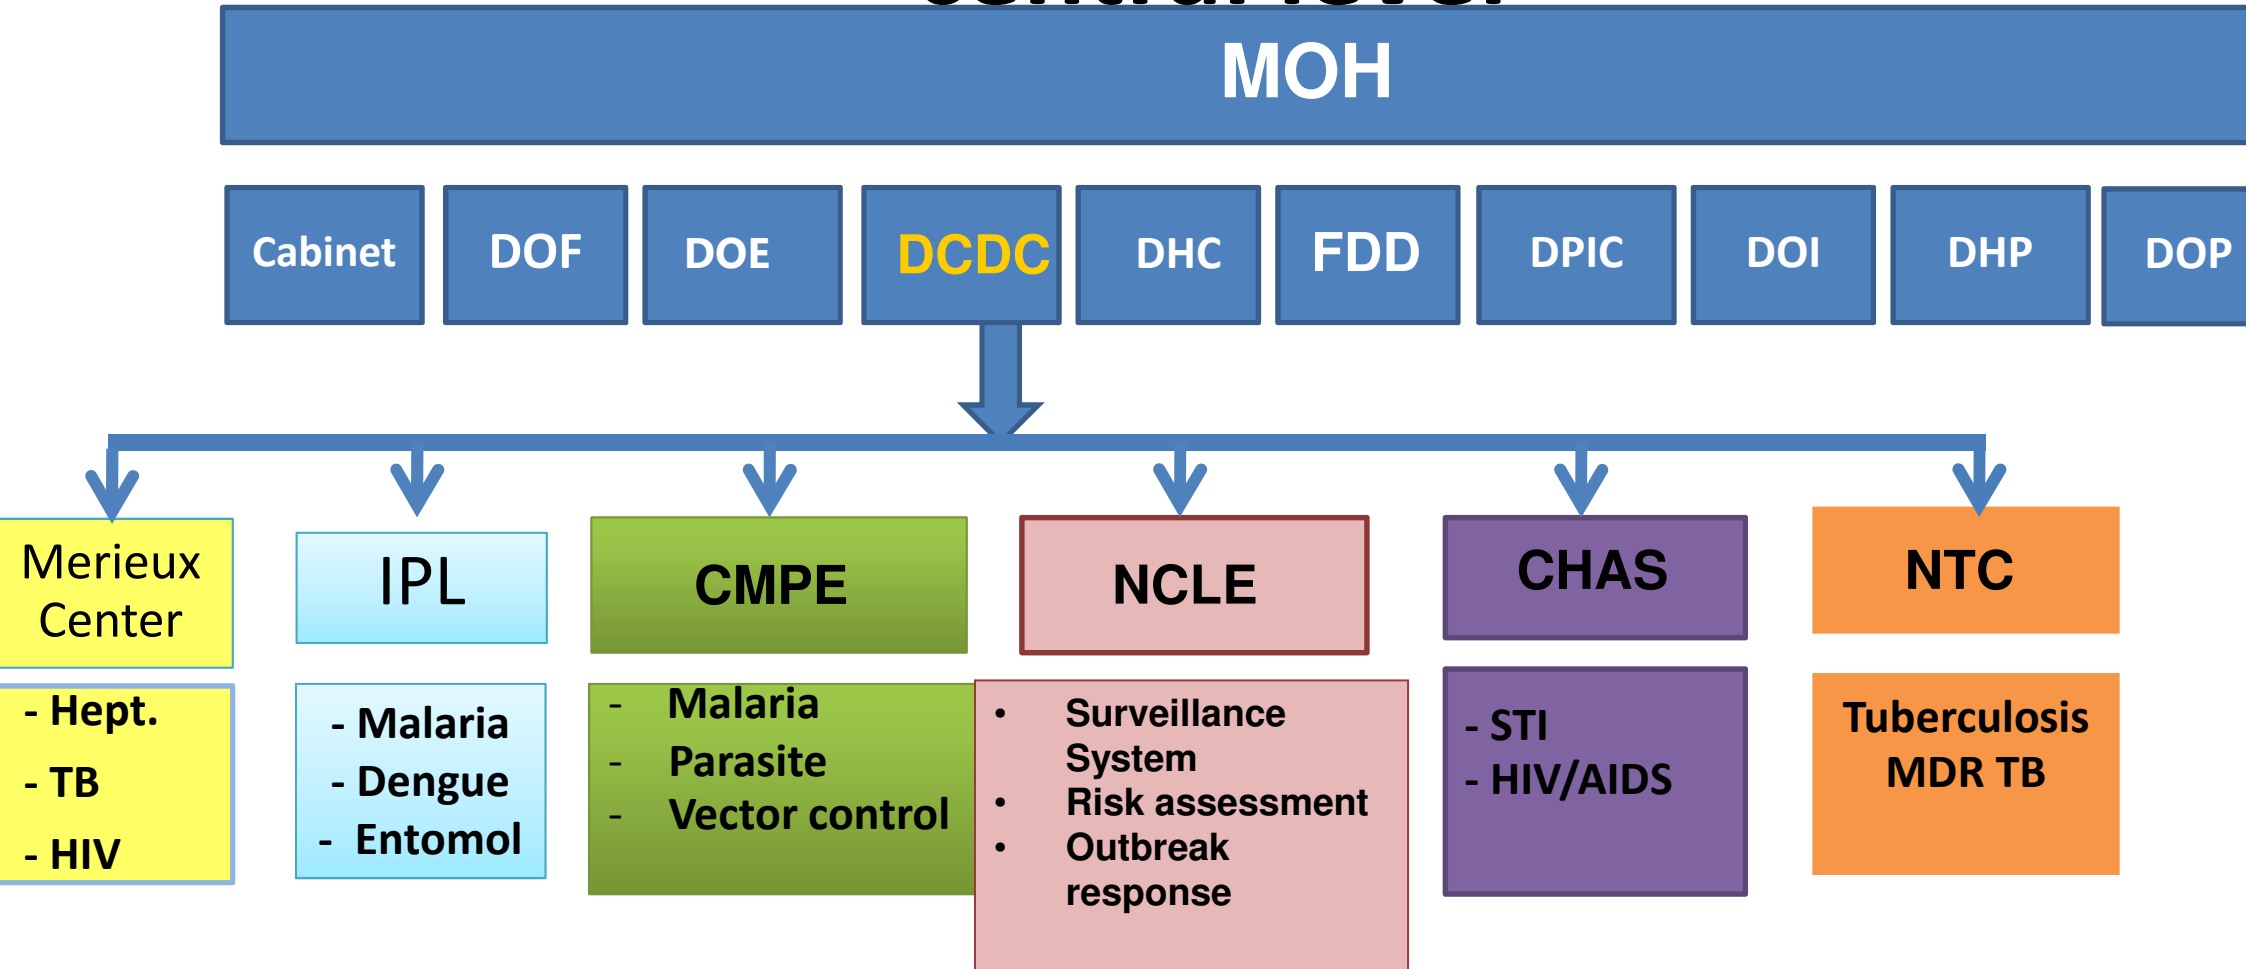 MOH
Cabinet
DOF
DOE
DCDC
DHC
FDD
DPIC
DOI
DHP
DOP
Merieux
Center
IPL
CMPE
NCLE
CHAS
NTC
- Hept.
- TB
- HIV
- Malaria
- Dengue
- Entomol
- Malaria
- Parasite
- Vector control
• Surveillance
System
• Risk assessment
• Outbreak
response
- STI
- HIV/AIDS
Tuberculosis
MDR TB